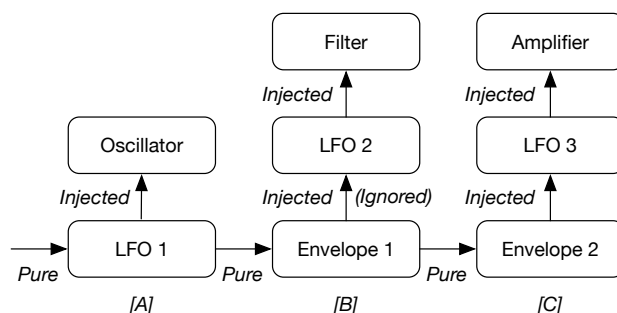 Filter
Amplifier
Injected
Injected
Oscillator
LFO 2
LFO 3
Injected
Injected
(Ignored)
Injected
LFO 1
Envelope 1
Envelope 2
Pure
Pure
Pure
[A]
[B]
[C]